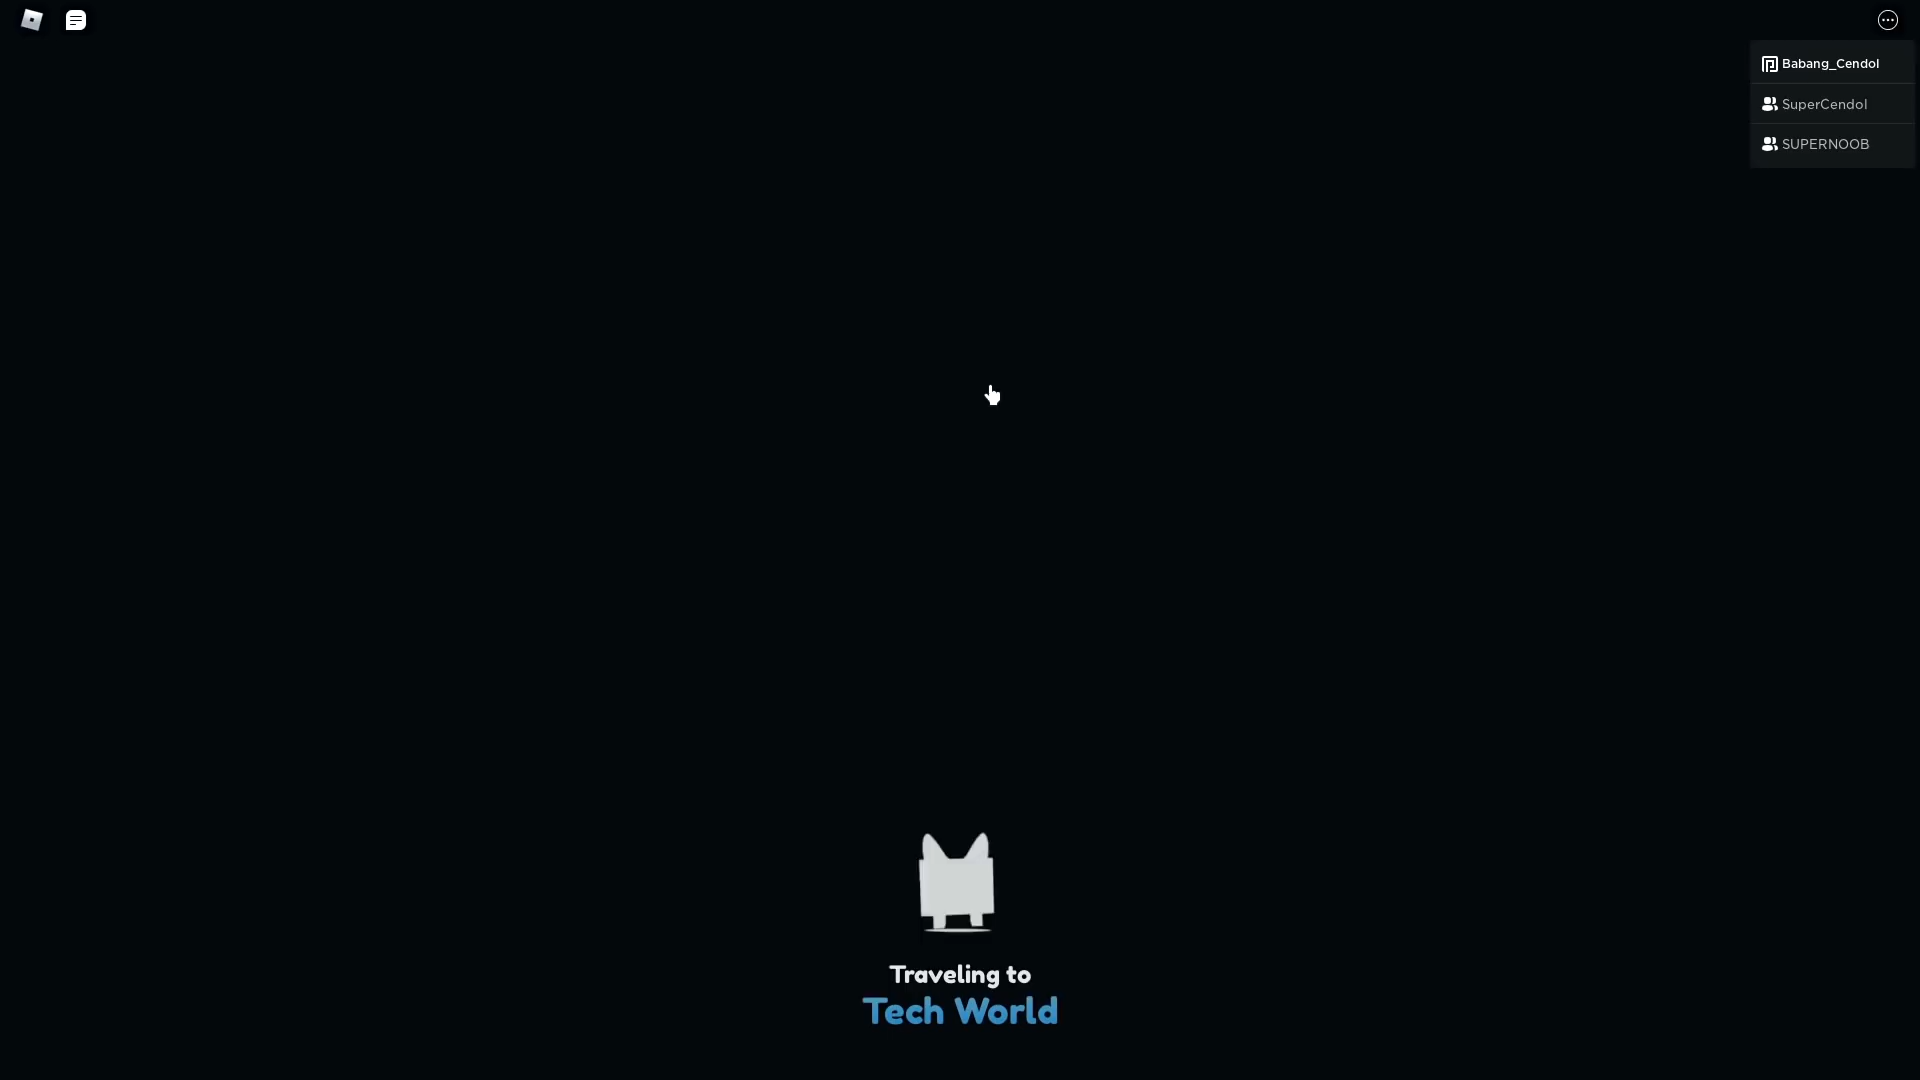 Babang_Cendol
SuperCendol
SUPERNOOB
Traveling to
Tech World